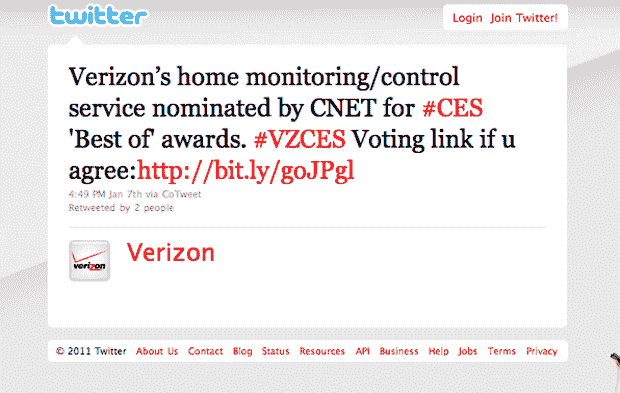 twitter
Login Join Twitter!
Verizon’s home monitoring/control
service nominated by CNET for #CES
'Best of' awards. #VZCES Voting link if u
agree:http://bit.ly/goJPgl
4:49 PM Jan 7th via CoTweet
Retweeted by 2 people
verizon
Verizon
© 2011 Twitter About Us Contact Blog Status Resources API Business Help Jobs Terms Privacy